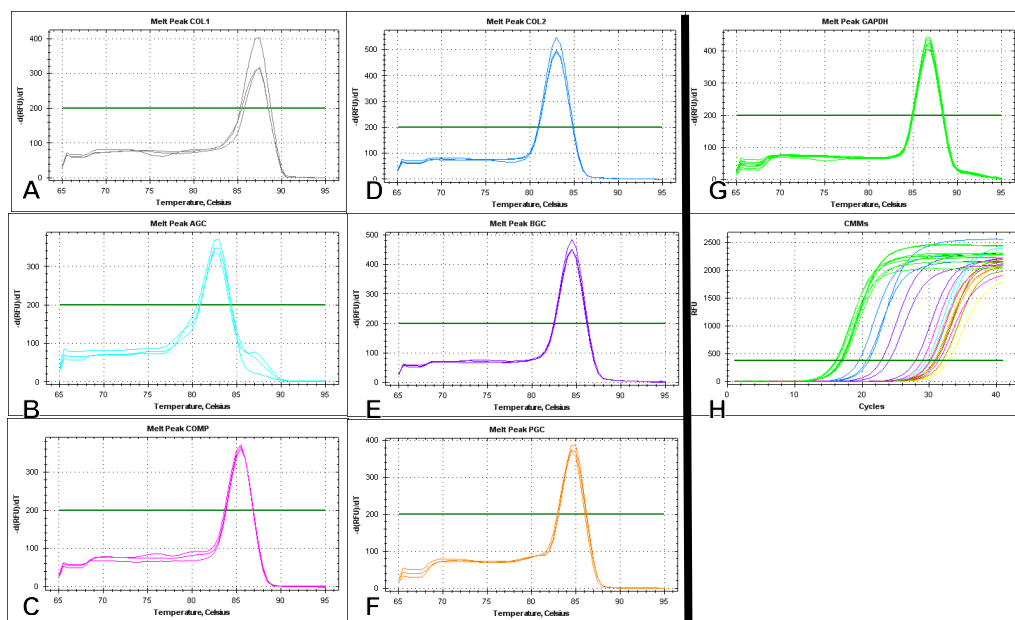 Melt Peak COL1
-d(RFU)/dT
400
300
200
100
0
65 70 75 80 85 90 95
Temperature, Celsius
A
Melt Peak COL2
-d(RFU)/dT
500
400
300
200
100
0
65 70 75 80 85 90 95
Temperature, Celsius
D
Melt Peak GAPDH
-d(RFU)/dT
400
300
200
100
0
65 70 75 80 85 90 95
Temperature, Celsius
G
Melt Peak AGC
-d(RFU)/dT
300
200
100
0
65 70 75 80 85 90 95
Temperature, Celsius
B
Melt Peak BGC
-d(RFU)/dT
500
400
300
200
100
0
65 70 75 80 85 90 95
Temperature, Celsius
E
CMMs
RFU
2500
2000
1500
1000
500
0
0 10 20 30 40
Cycles
H
Melt Peak COMP
-d(RFU)/dT
300
200
100
0
65 70 75 80 85 90 95
Temperature, Celsius
C
Melt Peak PGC
-d(RFU)/dT
400
300
200
100
0
65 70 75 80 85 90 95
Temperature, Celsius
F